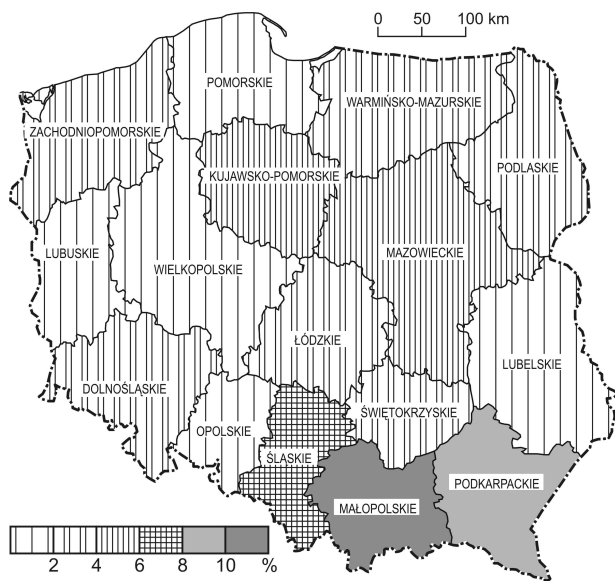 0 50 100 km
POMORSKIE
WARMIŃSKO-MAZURSKIE
ZACHODNIOPOMORSKIE
PODLASKIE
KUJAWSKO-POMORSKIE
LUBUSKIE
MAZOWIECKIE
WIELKOPOLSKIE
ŁÓDZKIE
LUBELSKIE
DOLNOŚLĄSKIE
ŚWIĘTOKRZYSKIE
OPOLSKIE
ŚLĄSKIE
PODKARPACKIE
MAŁOPOLSKIE
2 4 6 8 10 %